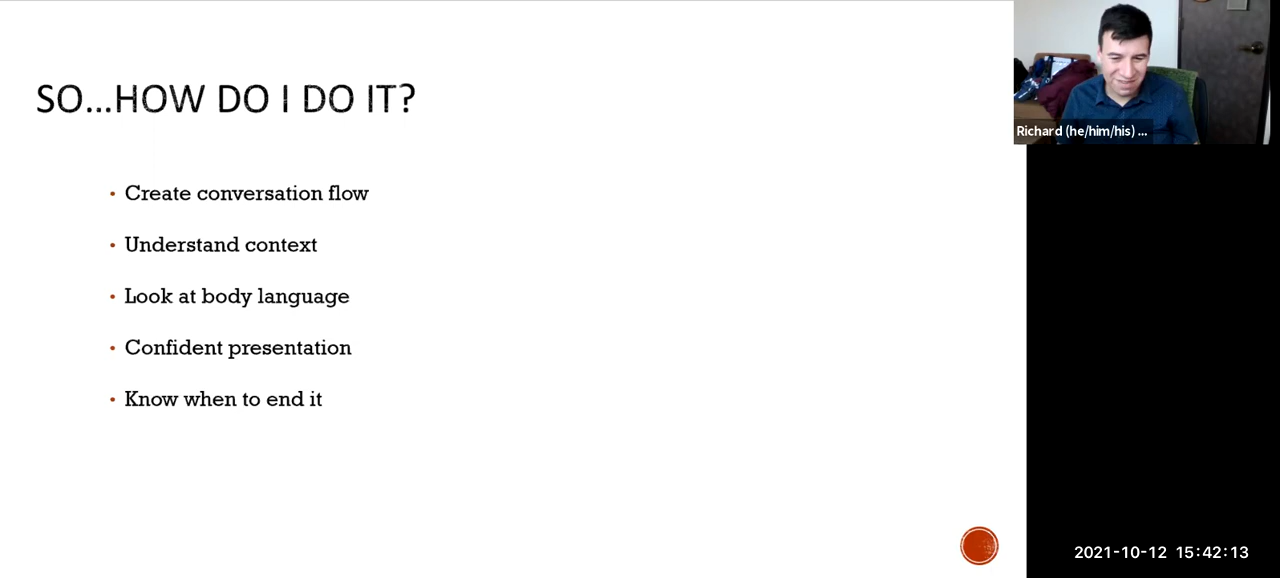 SO...HOW DO I DO IT?
Create conversation flow
Understand context
Look at body language
Confident presentation
Know when to end it
Richard (he/him/his) ...
2021-10-12 15:42:13